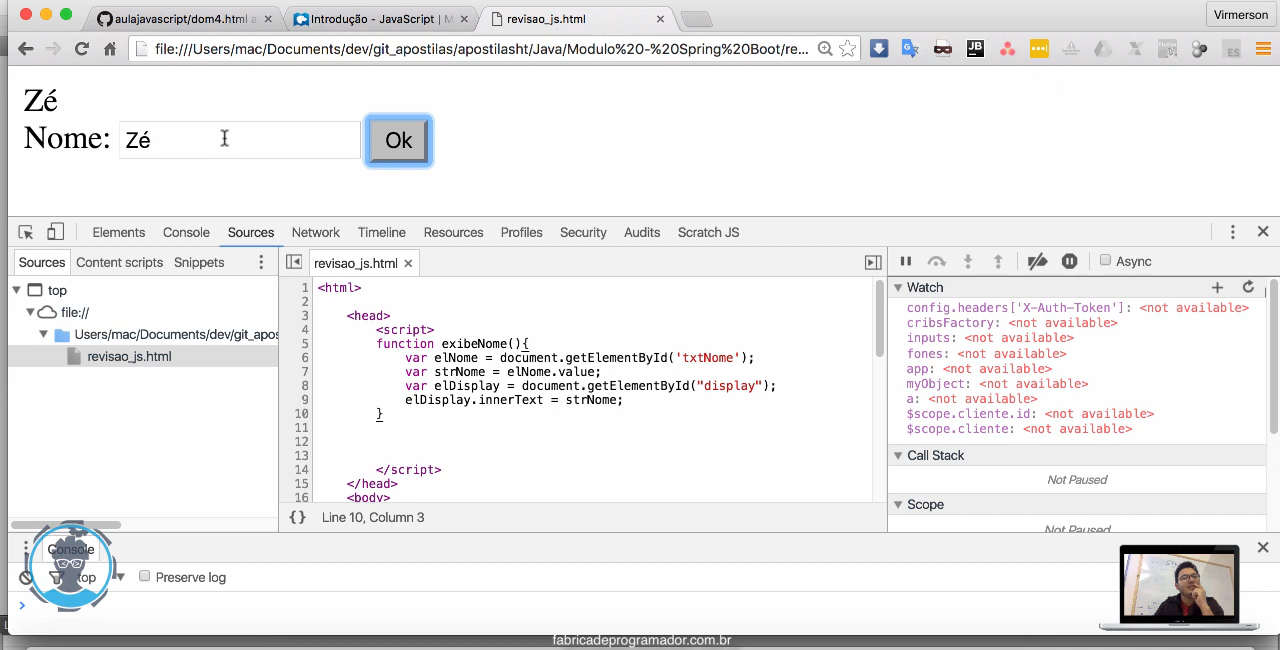 aulajavascript/dom4.html a
Introdução - JavaScript | M
revisao_js.html
Virmerson
file:///Users/mac/Documents/dev/git_apostilas/apostilasht/Java/Modulo%20-%20Spring%20Boot/re...
JB
ES
Zé
Nome: Zé Ok
Elements Console Sources Network Timeline Profiles Resources Security Audits Scratch JS
Sources Content scripts Snippets
revisao_js.html
Async
top
file://
Users/mac/Documents/dev/git_apos
revisao_js.html
1 <html>
2
3 <head>
4 <script>
5 function exibeNome(){
6 var elNome = document.getElementById('txtNome');
7 var strNome = elNome.value;
8 var elDisplay = document.getElementById("display");
9 elDisplay.innerText = strNome;
10 }
11
12
13
14 </script>
15 </head>
16 <body>
{} Line 10, Column 3
Watch
config.headers['X-Auth-Token']: <not available>
cribsFactory: <not available>
inputs: <not available>
fones: <not available>
app: <not available>
myObject: <not available>
a: <not available>
$scope.cliente.id: <not available>
$scope.cliente: <not available>
Call Stack
Not Paused
Scope
Not Paused
Console
top
Preserve log
fabricadeprogramador.com.br